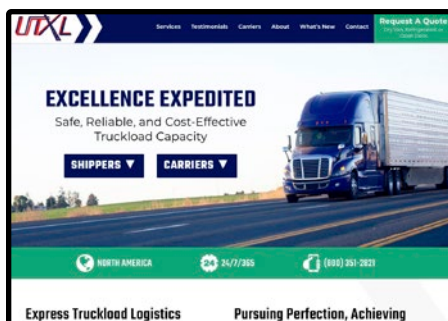 UTXL
Services Testimonials Carriers About What's New Contact
Request A Quote
EXCELLENCE EXPEDITED
Safe, Reliable, and Cost-Effective
Truckload Capacity
SHIPPERS ▼ CARRIERS ▼
NORTH AMERICA 24 24/7/365 (800) 351-2821
Express Truckload Logistics Pursuing Perfection, Achieving